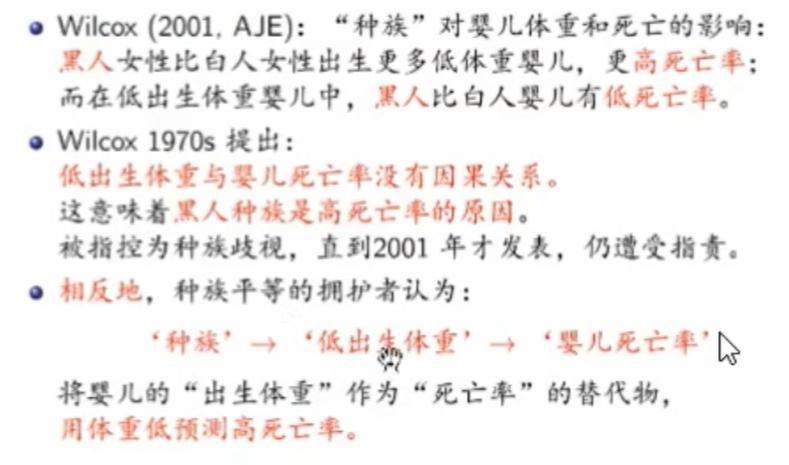 Wilcox (2001, AJE): “种族”对婴儿体重和死亡的影响:
黑人女性比白人女性出生更多低体重婴儿, 更高死亡率;
而在低出生体重婴儿中, 黑人比白人婴儿有低死亡率。
Wilcox 1970s 提出:
低出生体重与婴儿死亡率没有因果关系。
这意味着黑人种族是高死亡率的原因。
被指控为种族歧视, 直到2001 年才发表, 仍遭受指责。
相反地, 种族平等的拥护者认为:
‘种族’ → ‘低出生体重’ → ‘婴儿死亡率’
将婴儿的“出生体重”作为“死亡率”的替代物,
用体重低预测高死亡率。